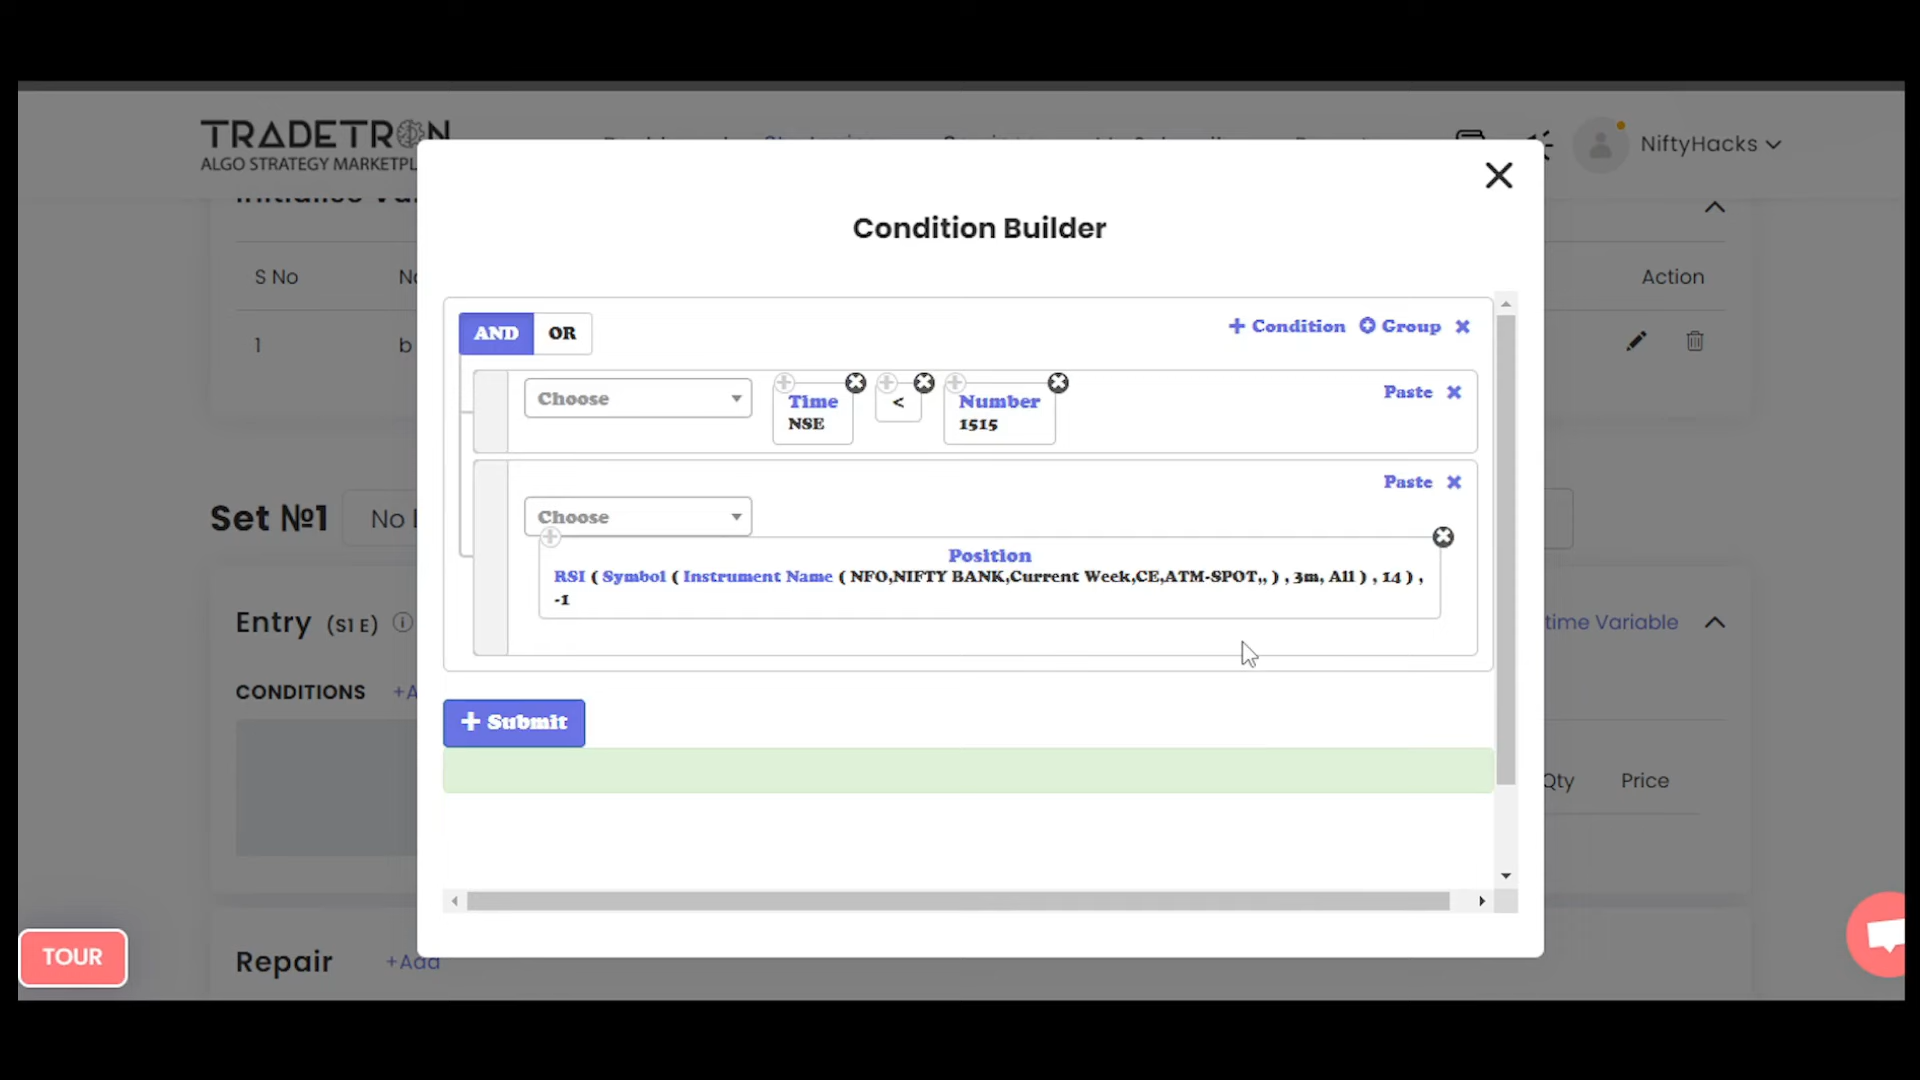 TRADETRON
ALGO STRATEGY MARKETPL
NiftyHacks
Condition Builder
S No
Action
1
b
AND OR
+ Condition Group
Choose
Time
NSE
<
Number
1515
Paste
Paste
Choose
Position
RSI ( Symbol ( Instrument Name ( NFO,NIFTY BANK,Current Week,CE,ATM-SPOT,, ) , 3m, All ) , 14 ) ,
-1
Set №1
No
Entry (S1 E)
time Variable
CONDITIONS
+ Submit
Qty Price
Repair +Add
TOUR